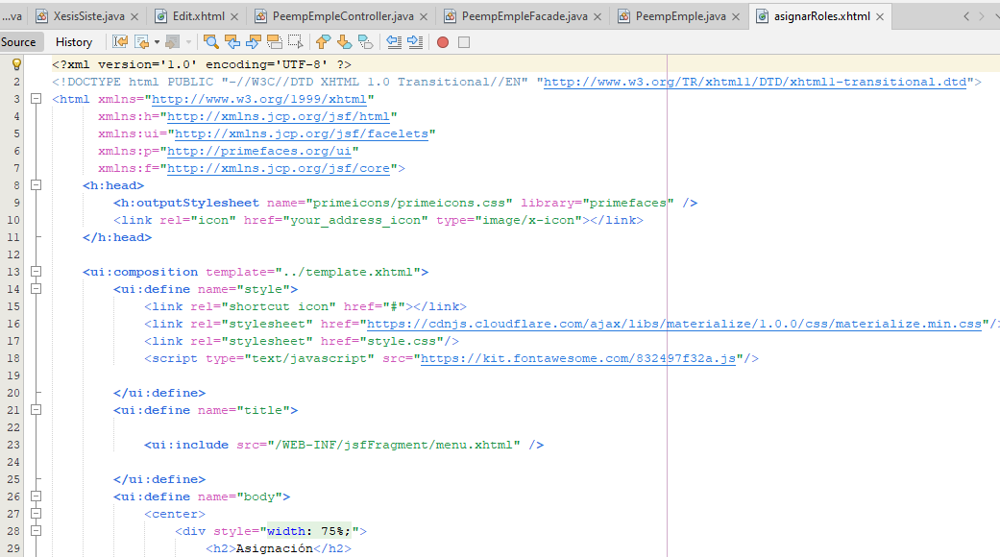 ...va XesisSiste.java Edit.xhtml PeempEmpleController.java PeempEmpleFacade.java PeempEmple.java asignarRoles.xhtml
Source History
<?xml version='1.0' encoding='UTF-8' ?>
2 <!DOCTYPE html PUBLIC "-//W3C//DTD XHTML 1.0 Transitional//EN" "http://www.w3.org/TR/xhtml1/DTD/xhtml1-transitional.dtd">
3 <html xmlns="http://www.w3.org/1999/xhtml"
4 xmlns:h="http://xmlns.jcp.org/jsf/html"
5 xmlns:ui="http://xmlns.jcp.org/jsf/facelets"
6 xmlns:p="http://primefaces.org/ui"
7 xmlns:f="http://xmlns.jcp.org/jsf/core">
8 <h:head>
9 <h:outputStylesheet name="primeicons/primeicons.css" library="primefaces" />
10 <link rel="icon" href="your_address_icon" type="image/x-icon"></link>
11 </h:head>
12
13 <ui:composition template="../template.xhtml">
14 <ui:define name="style">
15 <link rel="shortcut icon" href="#"></link>
16 <link rel="stylesheet" href="https://cdnjs.cloudflare.com/ajax/libs/materialize/1.0.0/css/materialize.min.css"/>
17 <link rel="stylesheet" href="style.css"/>
18 <script type="text/javascript" src="https://kit.fontawesome.com/832497f32a.js"/>
19
20 </ui:define>
21 <ui:define name="title">
22
23 <ui:include src="/WEB-INF/jsfFragment/menu.xhtml" />
24
25 </ui:define>
26 <ui:define name="body">
27 <center>
28 <div style="width: 75%;">
29 <h2>Asignación</h2>